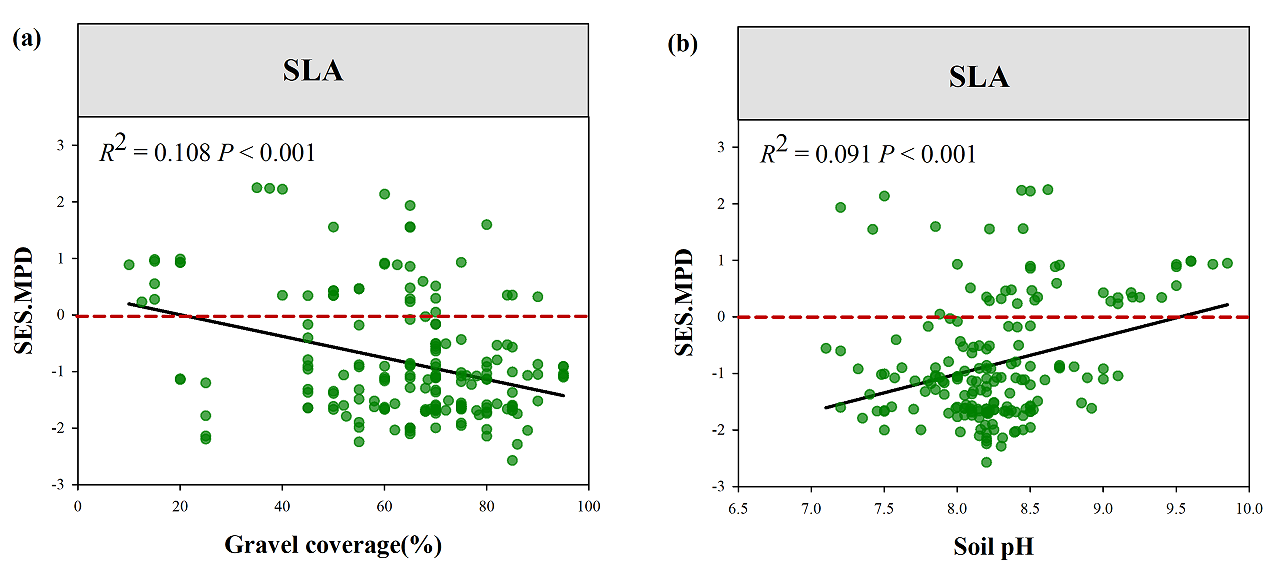 (a)
SLA
R² = 0.108 P < 0.001
3
2
1
0
-1
-2
-3
SES.MPD
0 20 40 60 80 100
Gravel coverage(%)
(b)
SLA
R² = 0.091 P < 0.001
3
2
1
0
-1
-2
-3
SES.MPD
6.5 7.0 7.5 8.0 8.5 9.0 9.5 10.0
Soil pH